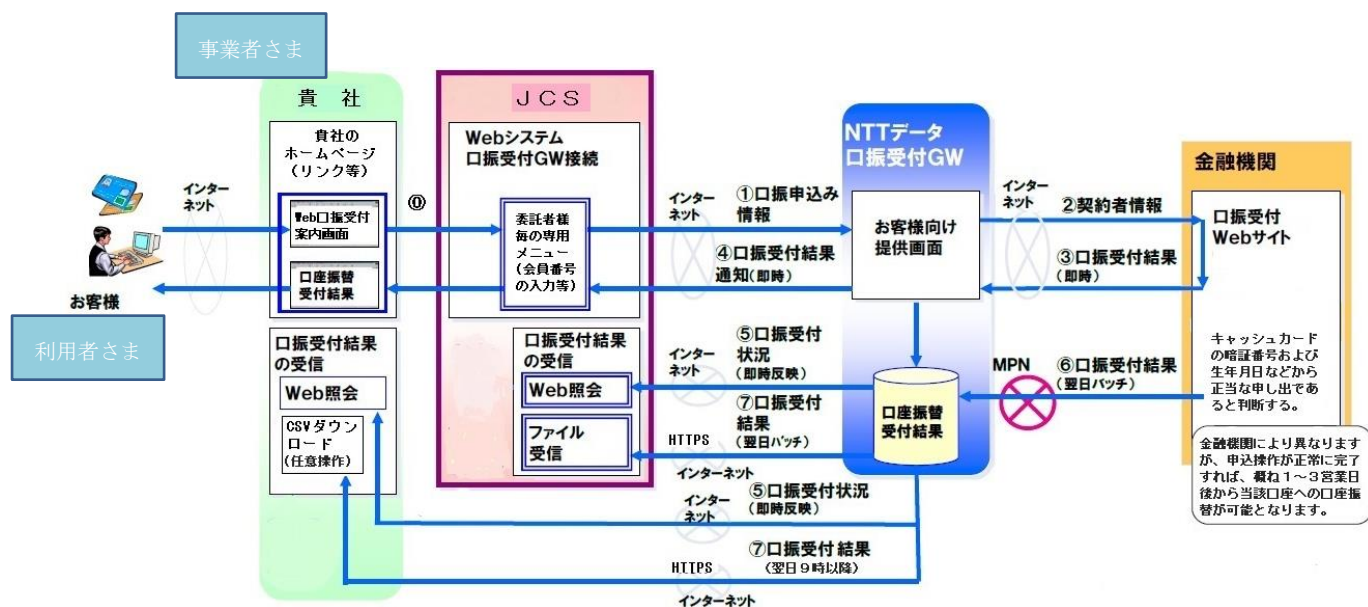 事業者さま
貴 社
貴社の
ホームページ
(リンク等)
Web口振受付
案内画面
口座振替
受付結果
インター
ネット
お客様
利用者さま
口振受付結果
の受信
Web照会
CSVダウン
ロード
(任意操作)
⓪
JCS
Webシステム
口振受付GW接続
委託者様
毎の専用
メニュー
(会員番号
の入力等)
口振受付結果
の受信
Web照会
ファイル
受信
インター
ネット
①口振申込み
情報
④口振受付結果
通知(即時)
インター
ネット
⑤口振受付
状況
(即時反映)
⑦口振受付
結果
(翌日バッチ)
HTTPS
インターネット
インター
ネット
⑤口振受付状況
(即時反映)
HTTPS
⑦口振受付結果
(翌日9時以降)
インターネット
NTTデータ
口振受付GW
お客様向け
提供画面
口座振替
受付結果
インター
ネット
②契約者情報
③口振受付結果
(即時)
MPN
⑥口振受付結果
(翌日バッチ)
金融機関
口振受付
Webサイト
キャッシュカード
の暗証番号および
生年月日などから
正当な申し出であ
ると判断する。
金融機関により異なります
が、申込操作が正常に完了
すれば、概ね1~3営業日
後から当該口座への口座振
替が可能となります。